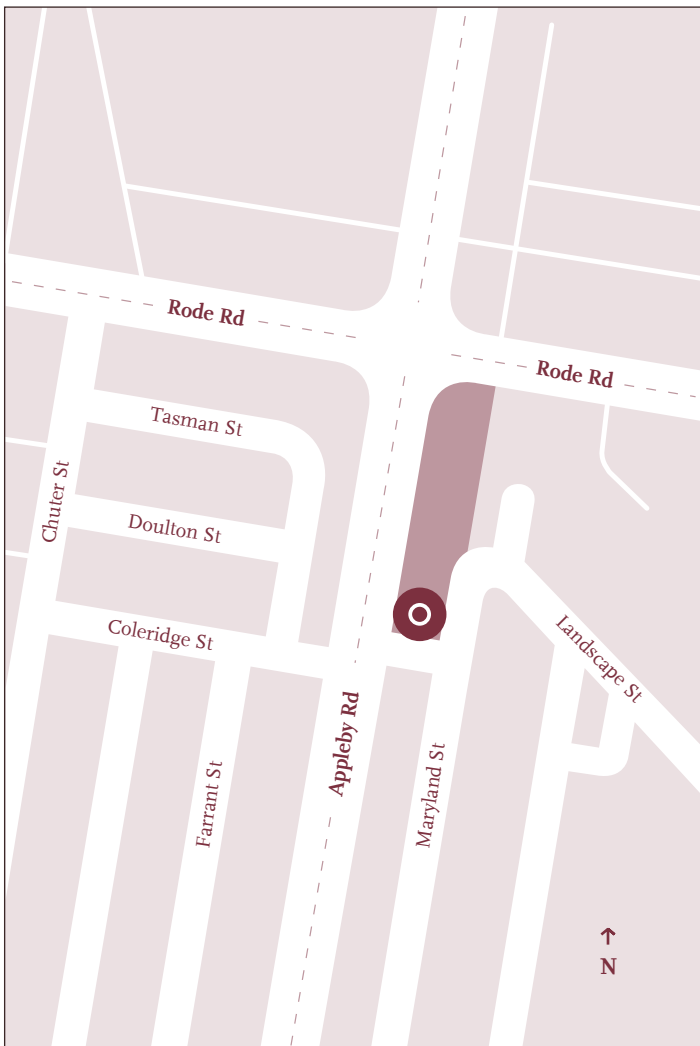 Rode Rd
Rode Rd
Tasman St
Chuter St
Doulton St
Coleridge St
Landscape St
Appleby Rd
Maryland St
Farrant St
N